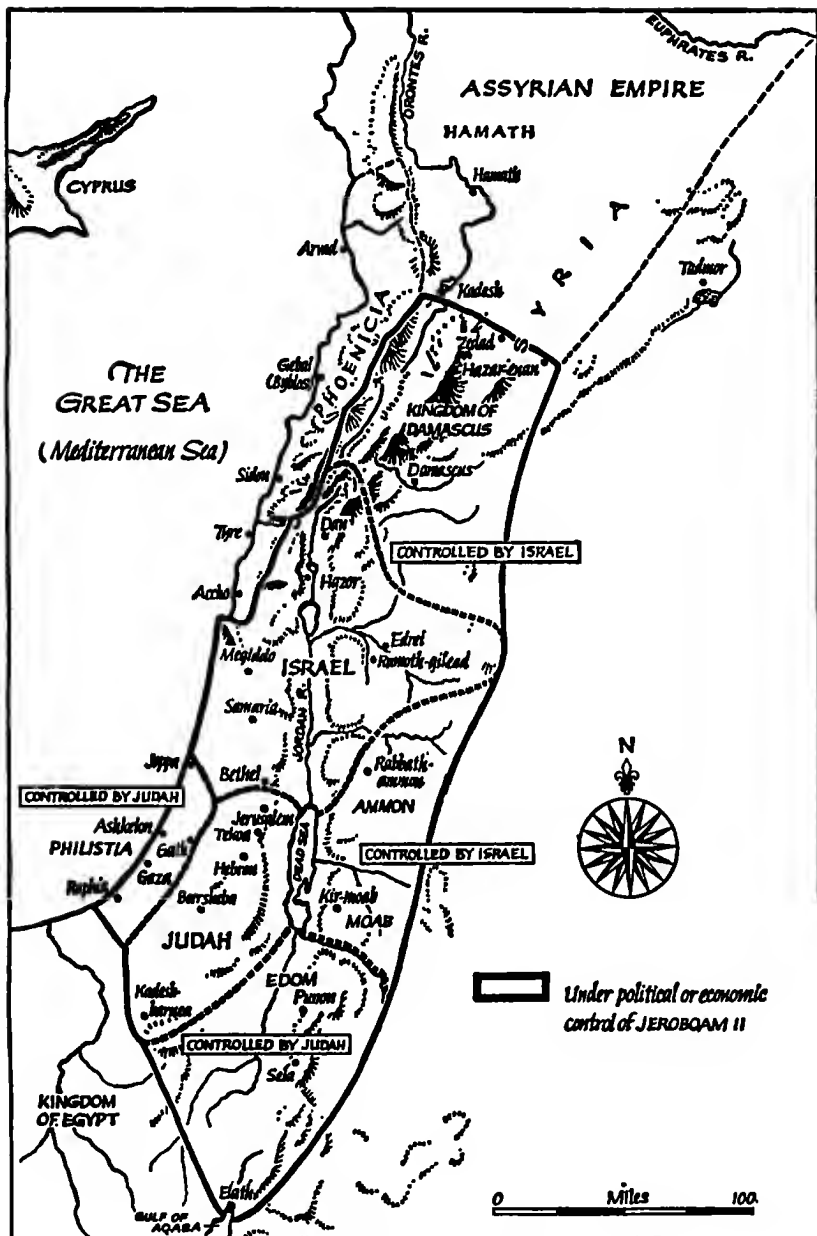 EUPHRATES R.
ORONTES R.
ASSYRIAN EMPIRE
HAMATH
Hamath
CYPRUS
Arvad
SYRIA
Tadmor
Kadesh
PHOENICIA
Zedad
Hazar-enan
Gebal
(Byblos)
THE
GREAT SEA
(Mediterranean Sea)
KINGDOM OF
DAMASCUS
Damascus
Sidon
Tyre
Dan
CONTROLLED BY ISRAEL
Hazor
Accho
Edrei
Megiddo
ISRAEL
Ramoth-gilead
Samaria
JORDAN R.
Joppa
Bethel
Rabbath-
ammon
N
CONTROLLED BY JUDAH
AMMON
Jerusalem
Ashkelon
Tekoa
PHILISTIA
Gath
DEAD SEA
CONTROLLED BY ISRAEL
Gaza
Hebron
Raphia
Beersheba
Kir-moab
MOAB
JUDAH
EDOM
Kadesh-
barnea
Punon
Under political or economic
control of JEROBOAM II
CONTROLLED BY JUDAH
Sela
KINGDOM
OF EGYPT
Elath
GULF OF
AQABA
0 Miles 100